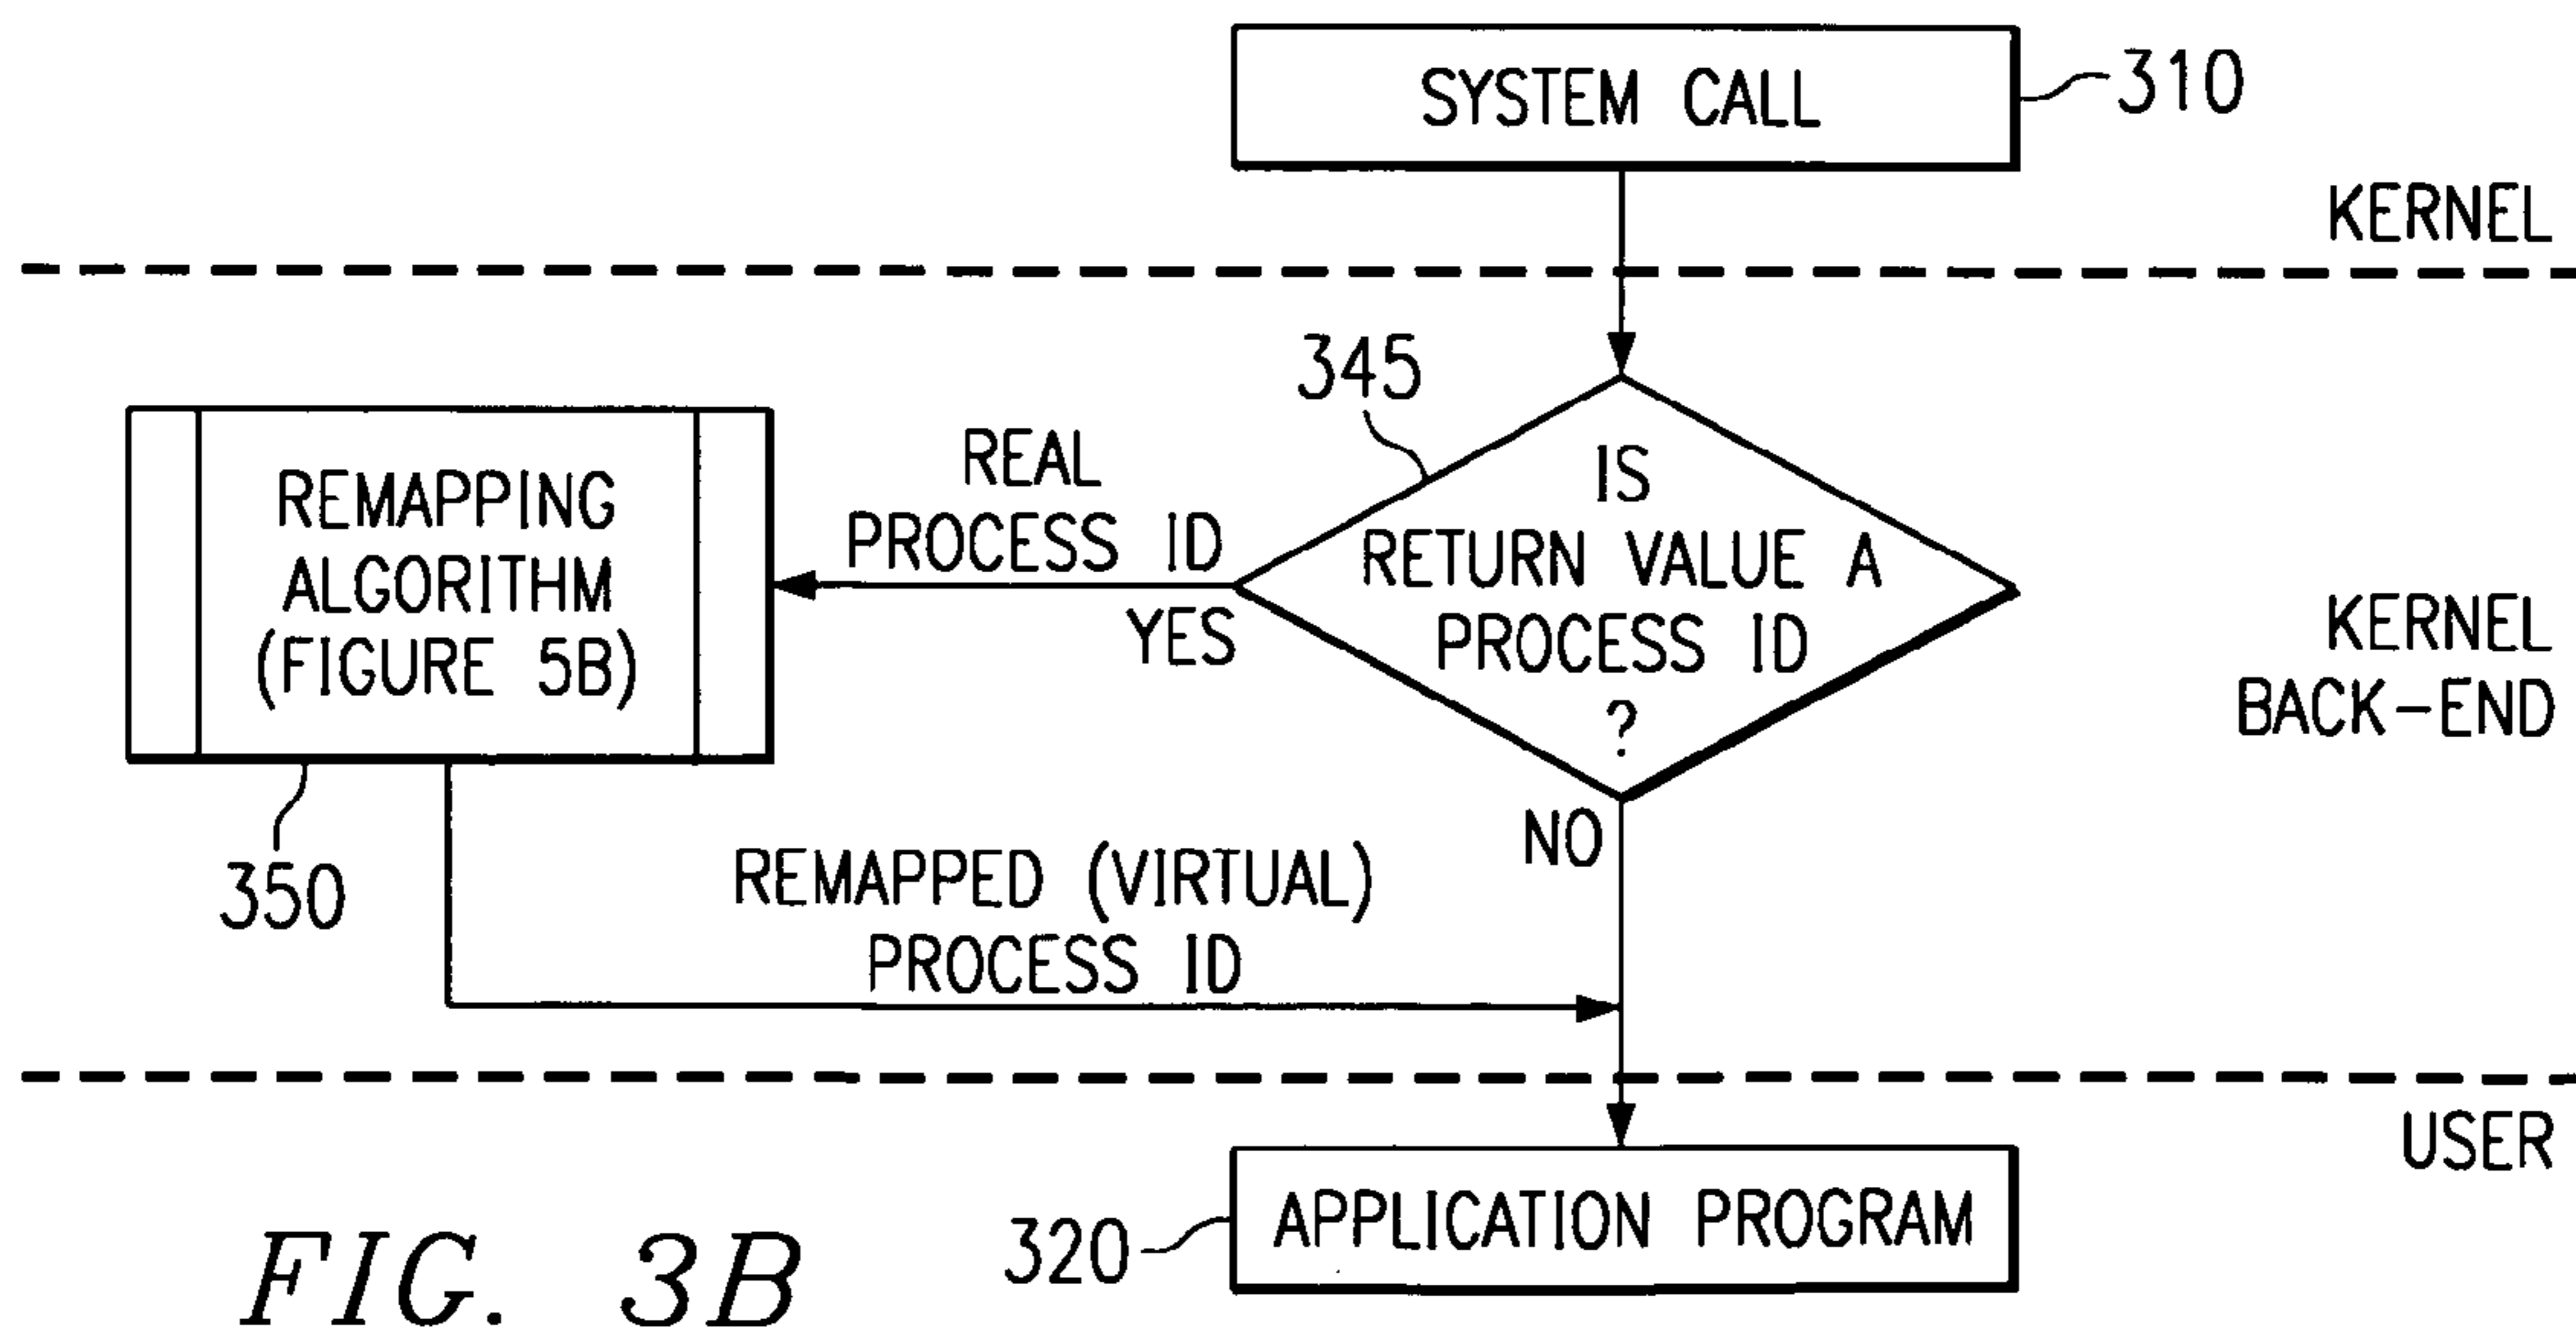 SYSTEM CALL
310
KERNEL
345
IS
RETURN VALUE A
PROCESS ID
?
REAL
PROCESS ID
YES
REMAPPING
ALGORITHM
(FIGURE 5B)
350
KERNEL
BACK-END
NO
REMAPPED (VIRTUAL)
PROCESS ID
USER
320
APPLICATION PROGRAM
FIG. 3B